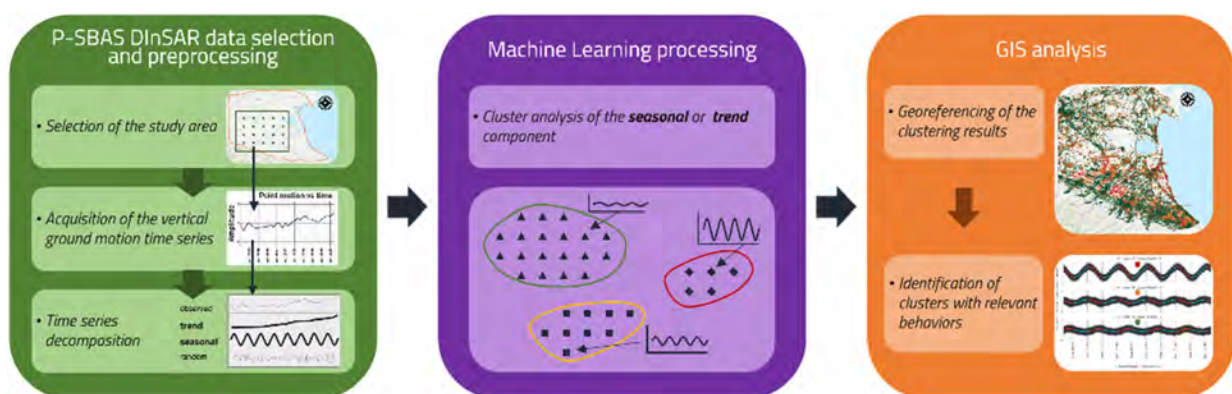 P-SBAS DInSAR data selection
and preprocessing
• Selection of the study area
• Acquisition of the vertical
ground motion time series
Point motion vs time
Amplitude
• Time series
decomposition
observed
trend
seasonal
random
Machine Learning processing
• Cluster analysis of the seasonal or trend
component
GIS analysis
• Georeferencing of the
clustering results
• Identification of
clusters with relevant
behaviors